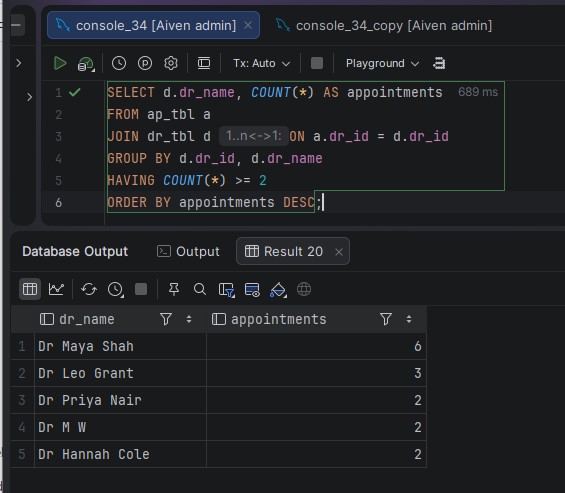 console_34 [Aiven admin]
console_34_copy [Aiven admin]
Tx: Auto
Playground
1 SELECT d.dr_name, COUNT(*) AS appointments 689 ms
2 FROM ap_tbl a
3 JOIN dr_tbl d 1..n<->1: ON a.dr_id = d.dr_id
4 GROUP BY d.dr_id, d.dr_name
5 HAVING COUNT(*) >= 2
6 ORDER BY appointments DESC;
Database Output
Output
Result 20
dr_name appointments
1 Dr Maya Shah 6
2 Dr Leo Grant 3
3 Dr Priya Nair 2
4 Dr M W 2
5 Dr Hannah Cole 2